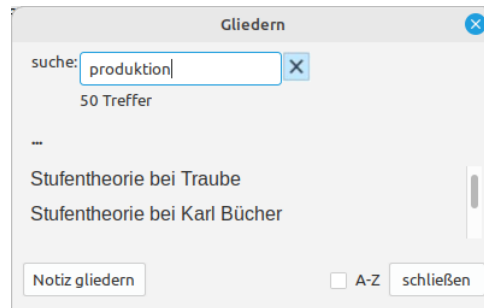 Gliedern
suche: produktion
50 Treffer
...
Stufentheorie bei Traube
Stufentheorie bei Karl Bücher
Notiz gliedern A-Z schließen